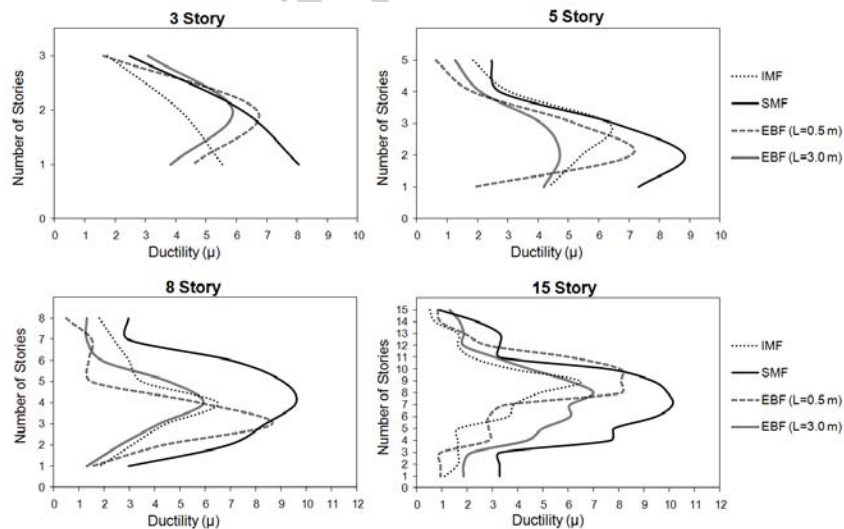 3 Story
Number of Stories
3
2
1
0
0 1 2 3 4 5 6 7 8 9 10
Ductility (μ)
5 Story
Number of Stories
5
4
3
2
1
0
0 1 2 3 4 5 6 7 8 9 10
Ductility (μ)
IMF
SMF
EBF (L=0.5 m)
EBF (L=3.0 m)
8 Story
Number of Stories
8
7
6
5
4
3
2
1
0
0 1 2 3 4 5 6 7 8 9 10 11 12
Ductility (μ)
15 Story
Number of Stories
15
14
13
12
11
10
9
8
7
6
5
4
3
2
1
0
0 1 2 3 4 5 6 7 8 9 10 11 12
Ductility (μ)
IMF
SMF
EBF (L=0.5 m)
EBF (L=3.0 m)